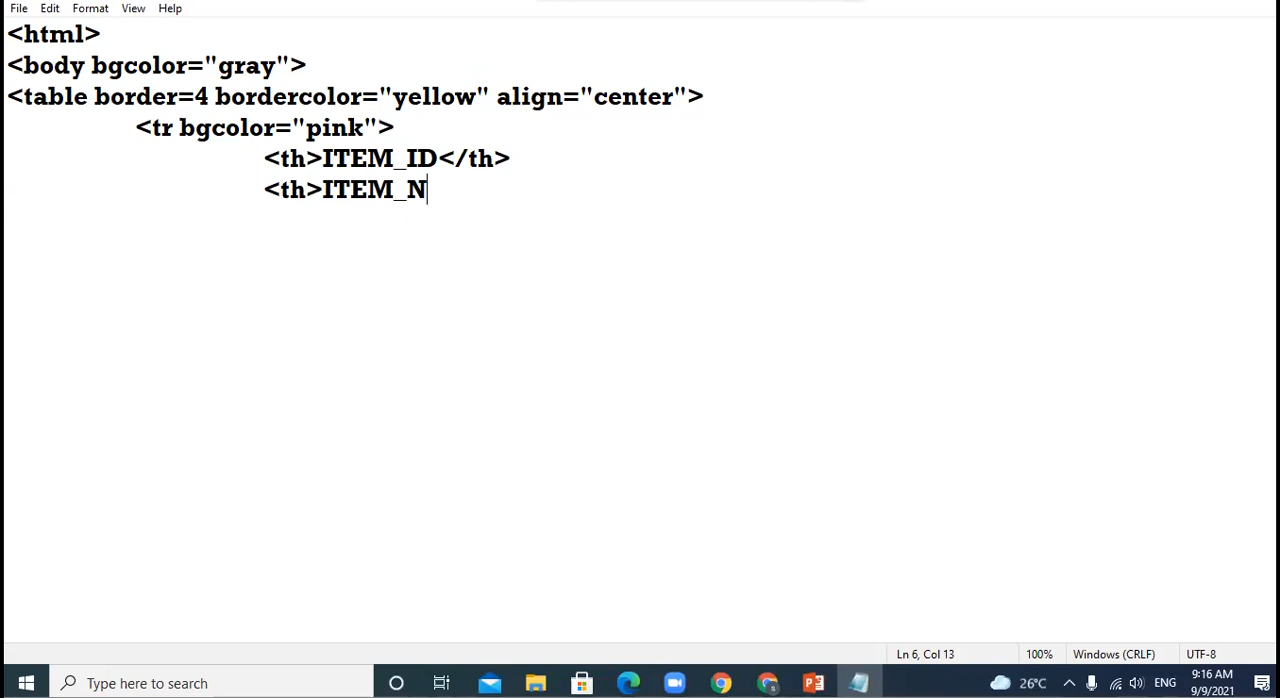 File Edit Format View Help
<html>
<body bgcolor="gray">
<table border=4 bordercolor="yellow" align="center">
<tr bgcolor="pink">
<th>ITEM_ID</th>
<th>ITEM_N
Ln 6, Col 13 100% Windows (CRLF) UTF-8
Type here to search 26°C ENG 9:16 AM
9/9/2021